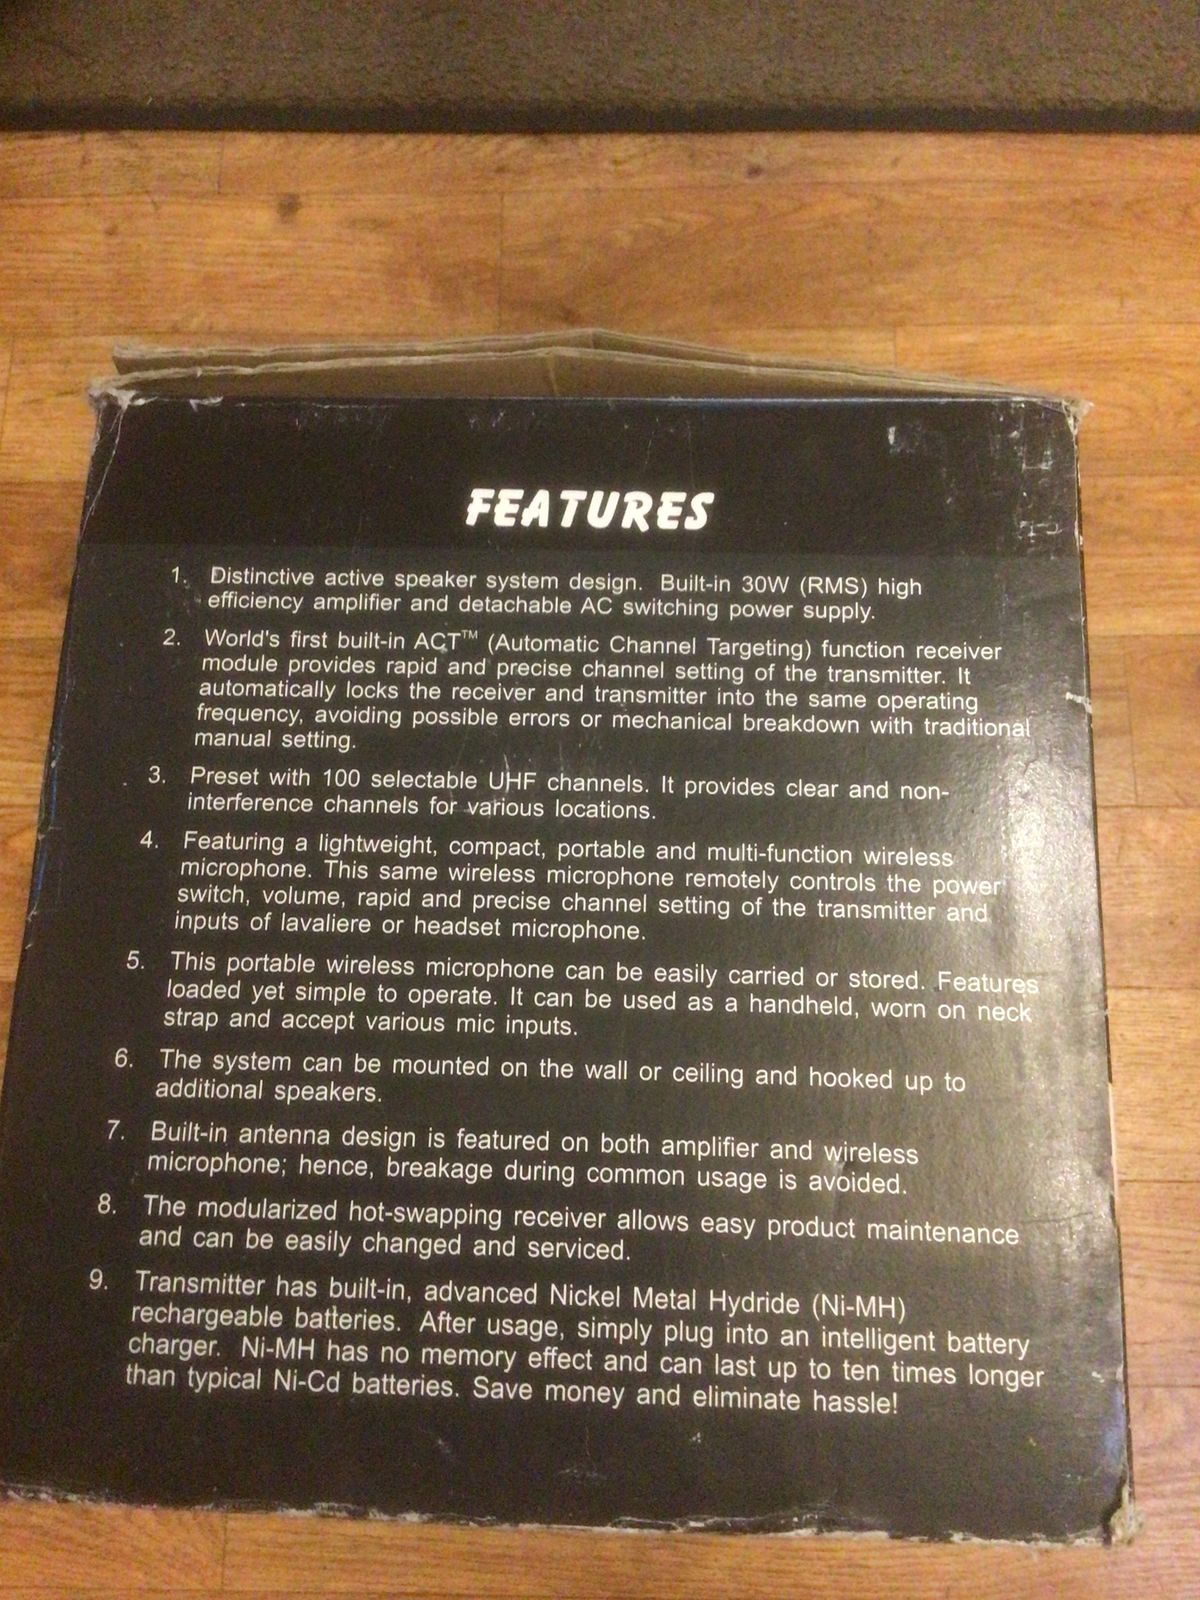 FEATURES
1. Distinctive active speaker system design. Built-in 30W (RMS) high
efficiency amplifier and detachable AC switching power supply.
2. World's first built-in ACT™ (Automatic Channel Targeting) function receiver
module provides rapid and precise channel setting of the transmitter. It
automatically locks the receiver and transmitter into the same operating
frequency, avoiding possible errors or mechanical breakdown with traditional
manual setting.
3. Preset with 100 selectable UHF channels. It provides clear and non-
interference channels for various locations.
4. Featuring a lightweight, compact, portable and multi-function wireless
microphone. This same wireless microphone remotely controls the power
switch, volume, rapid and precise channel setting of the transmitter and
inputs of lavaliere or headset microphone.
5. This portable wireless microphone can be easily carried or stored. Features
loaded yet simple to operate. It can be used as a handheld, worn on neck
strap and accept various mic inputs.
6. The system can be mounted on the wall or ceiling and hooked up to
additional speakers.
7. Built-in antenna design is featured on both amplifier and wireless
microphone; hence, breakage during common usage is avoided.
8. The modularized hot-swapping receiver allows easy product maintenance
and can be easily changed and serviced.
9. Transmitter has built-in, advanced Nickel Metal Hydride (Ni-MH)
rechargeable batteries. After usage, simply plug into an intelligent battery
charger. Ni-MH has no memory effect and can last up to ten times longer
than typical Ni-Cd batteries. Save money and eliminate hassle!